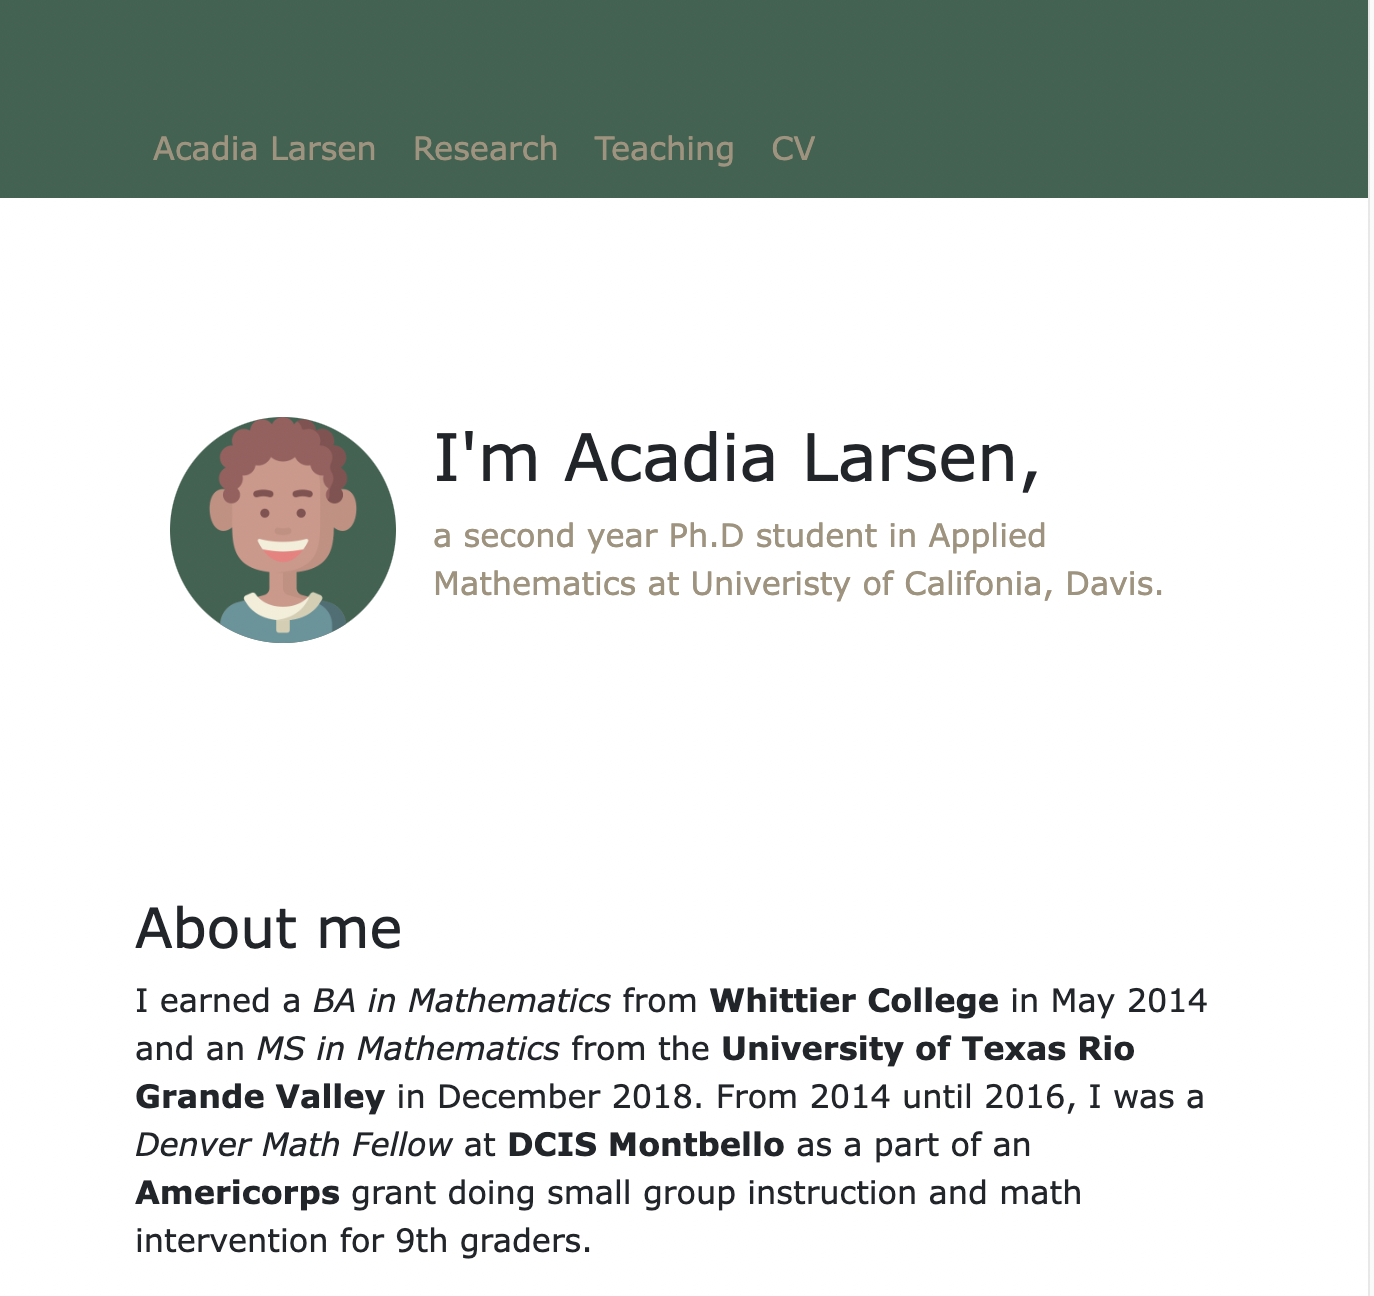 Acadia Larsen Research Teaching CV
I'm Acadia Larsen,
a second year Ph.D student in Applied
Mathematics at Univeristy of Califonia, Davis.
About me
I earned a BA in Mathematics from Whittier College in May 2014
and an MS in Mathematics from the University of Texas Rio
Grande Valley in December 2018. From 2014 until 2016, I was a
Denver Math Fellow at DCIS Montbello as a part of an
Americorps grant doing small group instruction and math
intervention for 9th graders.